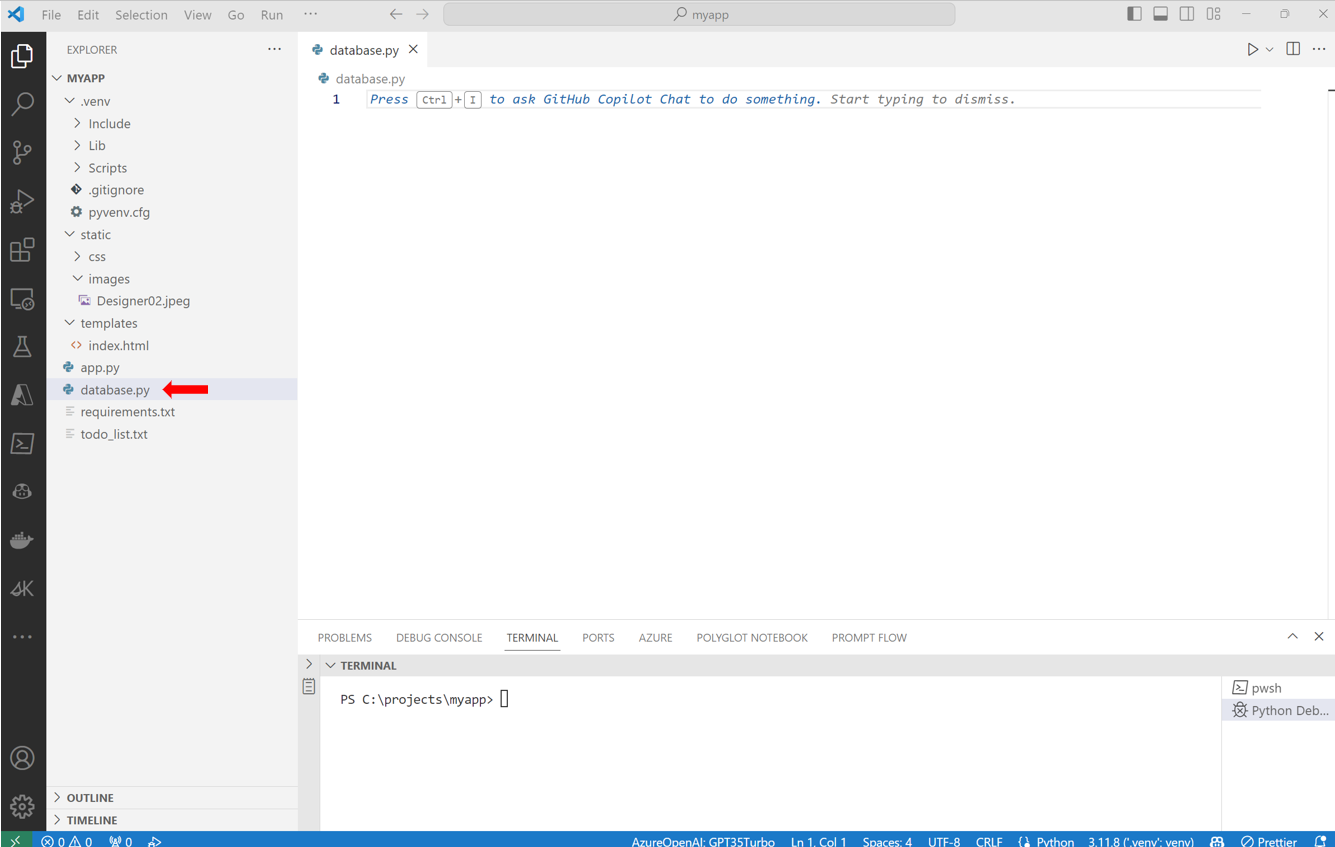 File Edit Selection View Go Run ··· myapp
EXPLORER ···
MYAPP
.venv
Include
Lib
Scripts
.gitignore
pyvenv.cfg
static
css
images
Designer02.jpeg
templates
index.html
app.py
database.py
requirements.txt
todo_list.txt
OUTLINE
TIMELINE
database.py
database.py
1 Press Ctrl+I to ask GitHub Copilot Chat to do something. Start typing to dismiss.
PROBLEMS DEBUG CONSOLE TERMINAL PORTS AZURE POLYGLOT NOTEBOOK PROMPT FLOW
TERMINAL
PS C:\projects\myapp>
pwsh
Python Deb...
0 0 0 AzureOpenAI: GPT35Turbo Ln 1, Col 1 Spaces: 4 UTF-8 CRLF Python 3.11.8 ('.venv': venv) Prettier